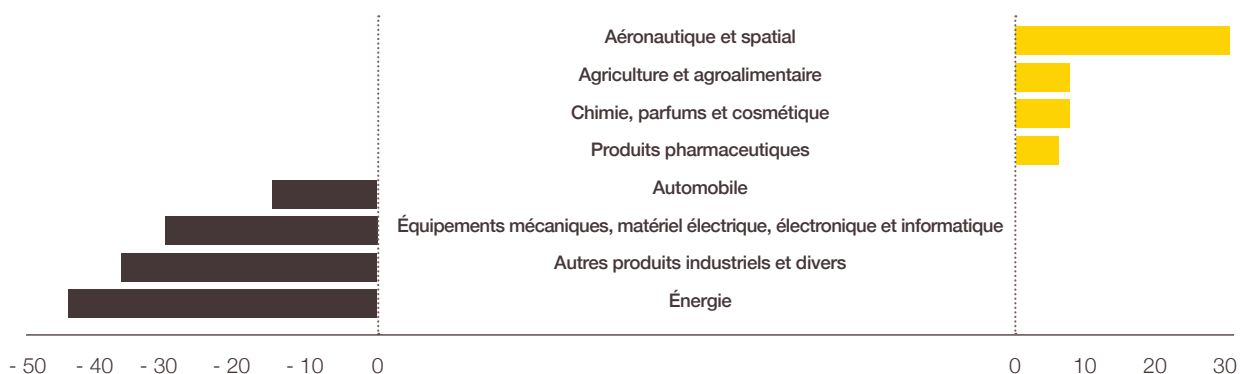 Aéronautique et spatial
Agriculture et agroalimentaire
Chimie, parfums et cosmétique
Produits pharmaceutiques
Automobile
Équipements mécaniques, matériel électrique, électronique et informatique
Autres produits industriels et divers
Énergie
- 50 - 40 - 30 - 20 - 10 0 0 10 20 30